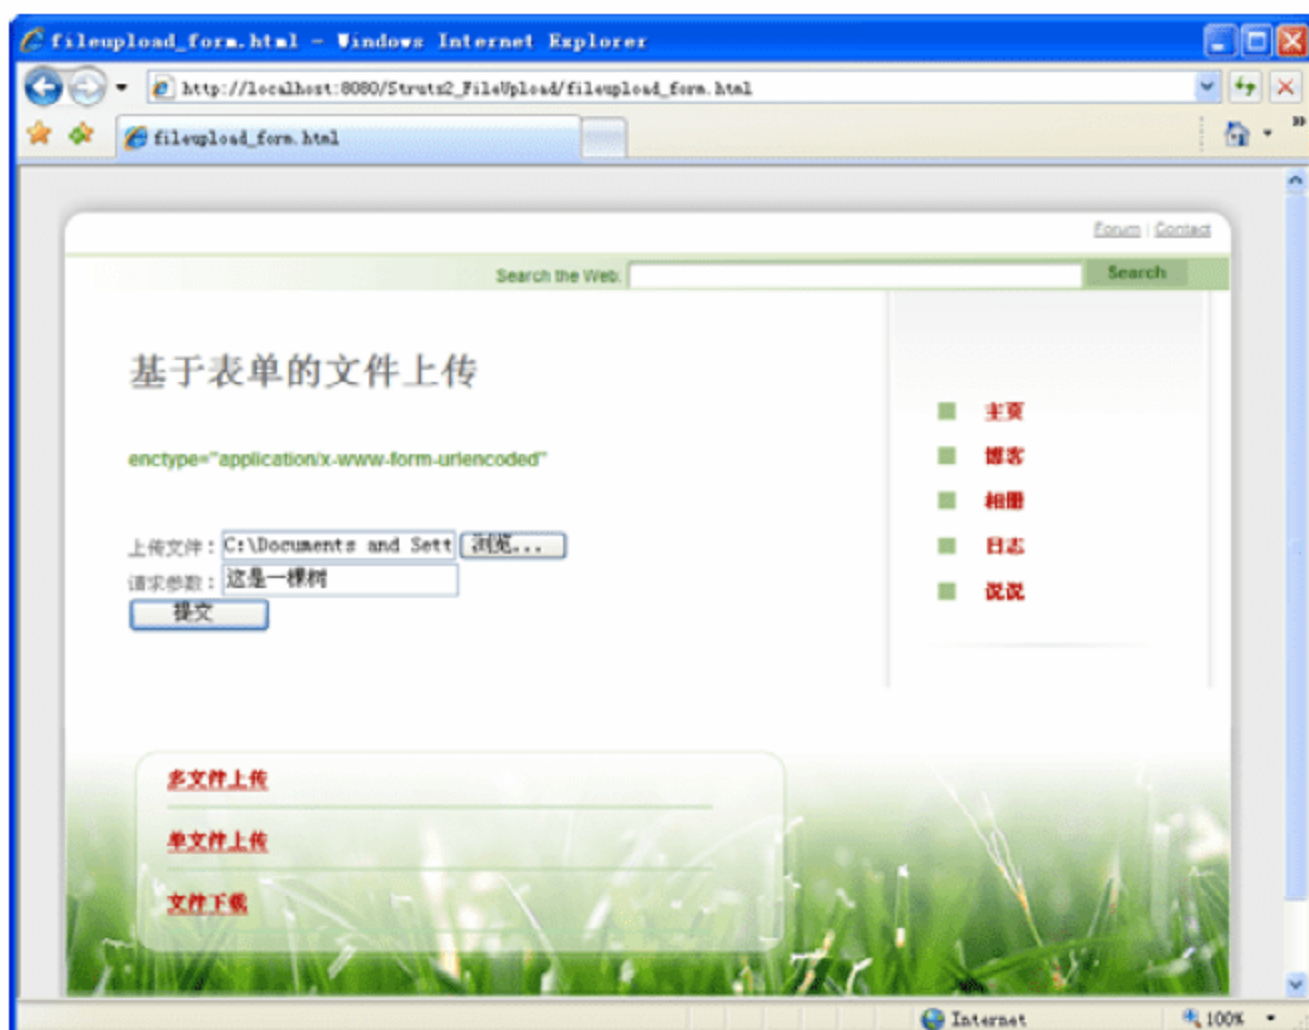 fileupload_form.html - Windows Internet Explorer
http://localhost:8080/Struts2_FileUpload/fileupload_form.html
fileupload_form.html
Forum | Contact
Search the Web: Search
基于表单的文件上传
enctype="application/x-www-form-urlencoded"
上传文件： C:\Documents and Sett 浏览...
请求参数： 这是一棵树
提交
主页
博客
相册
日志
说说
多文件上传
单文件上传
文件下载
Internet 100%